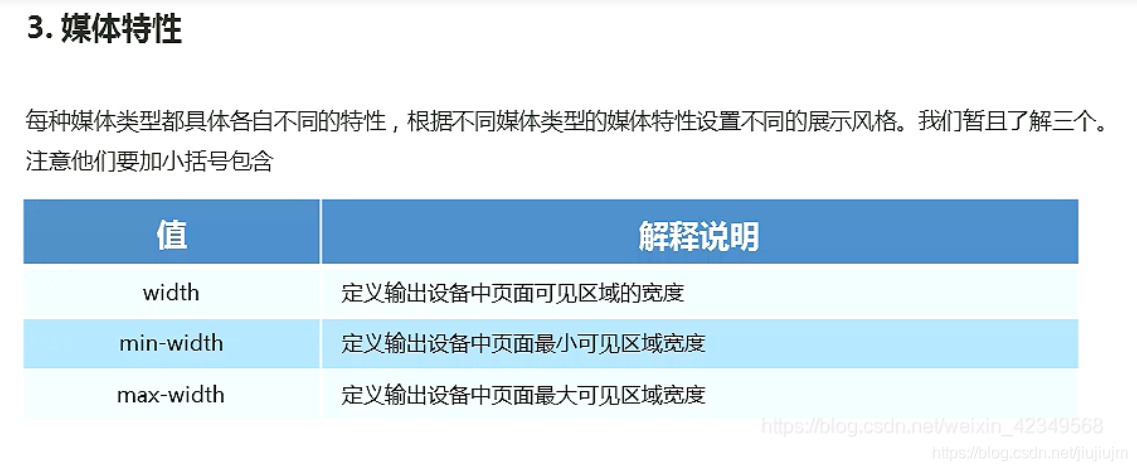 3. 媒体特性
每种媒体类型都具体各自不同的特性，根据不同媒体类型的媒体特性设置不同的展示风格。我们暂且了解三个。
注意他们要加小括号包含
值 解释说明
width 定义输出设备中页面可见区域的宽度
min-width 定义输出设备中页面最小可见区域宽度
max-width 定义输出设备中页面最大可见区域宽度
https://blog.csdn.net/weixin_42349568
https://blog.csdn.net/jiujiujm